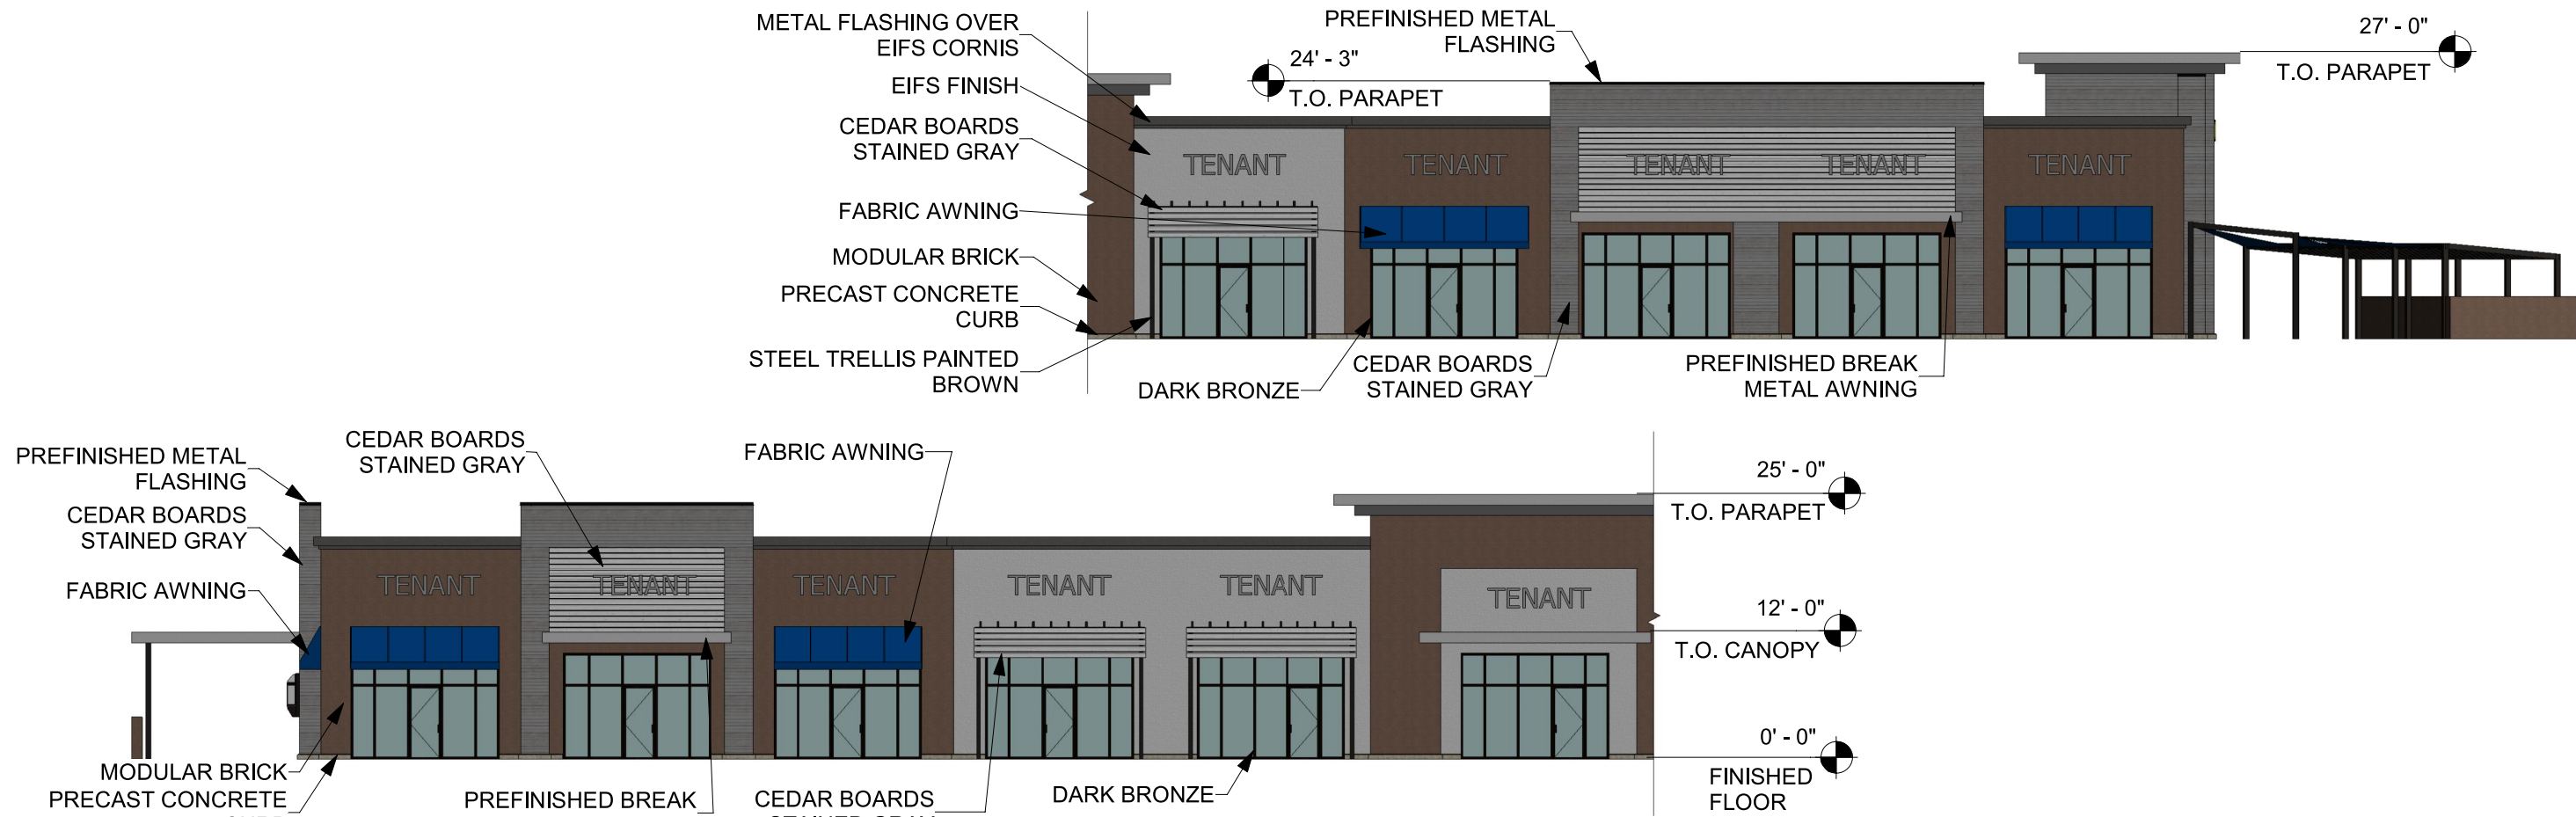 METAL FLASHING OVER
EIFS CORNIS
EIFS FINISH
CEDAR BOARDS
STAINED GRAY
FABRIC AWNING
MODULAR BRICK
PRECAST CONCRETE
CURB
STEEL TRELLIS PAINTED
BROWN
24' - 3"
T.O. PARAPET
PREFINISHED METAL
FLASHING
27' - 0"
T.O. PARAPET
TENANT
TENANT
TENANT
TENANT
TENANT
DARK BRONZE
CEDAR BOARDS
STAINED GRAY
PREFINISHED BREAK
METAL AWNING
PREFINISHED METAL
FLASHING
CEDAR BOARDS
STAINED GRAY
FABRIC AWNING
CEDAR BOARDS
STAINED GRAY
FABRIC AWNING
25' - 0"
T.O. PARAPET
TENANT
TENANT
TENANT
TENANT
TENANT
TENANT
12' - 0"
T.O. CANOPY
0' - 0"
FINISHED
FLOOR
MODULAR BRICK
PRECAST CONCRETE
PREFINISHED BREAK
CEDAR BOARDS
DARK BRONZE